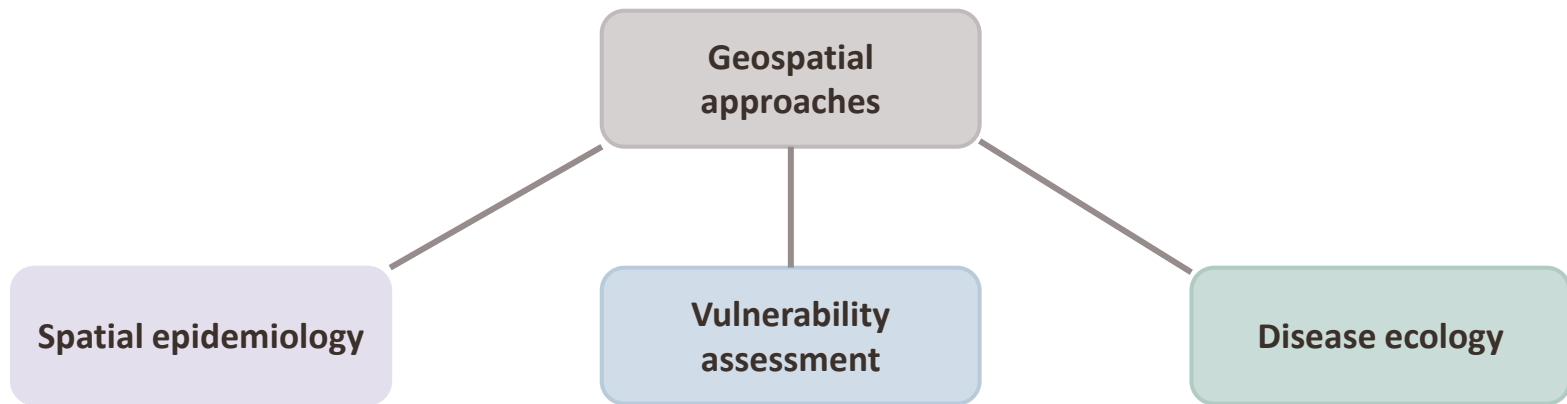 Geospatial
approaches
Spatial epidemiology
Vulnerability
assessment
Disease ecology